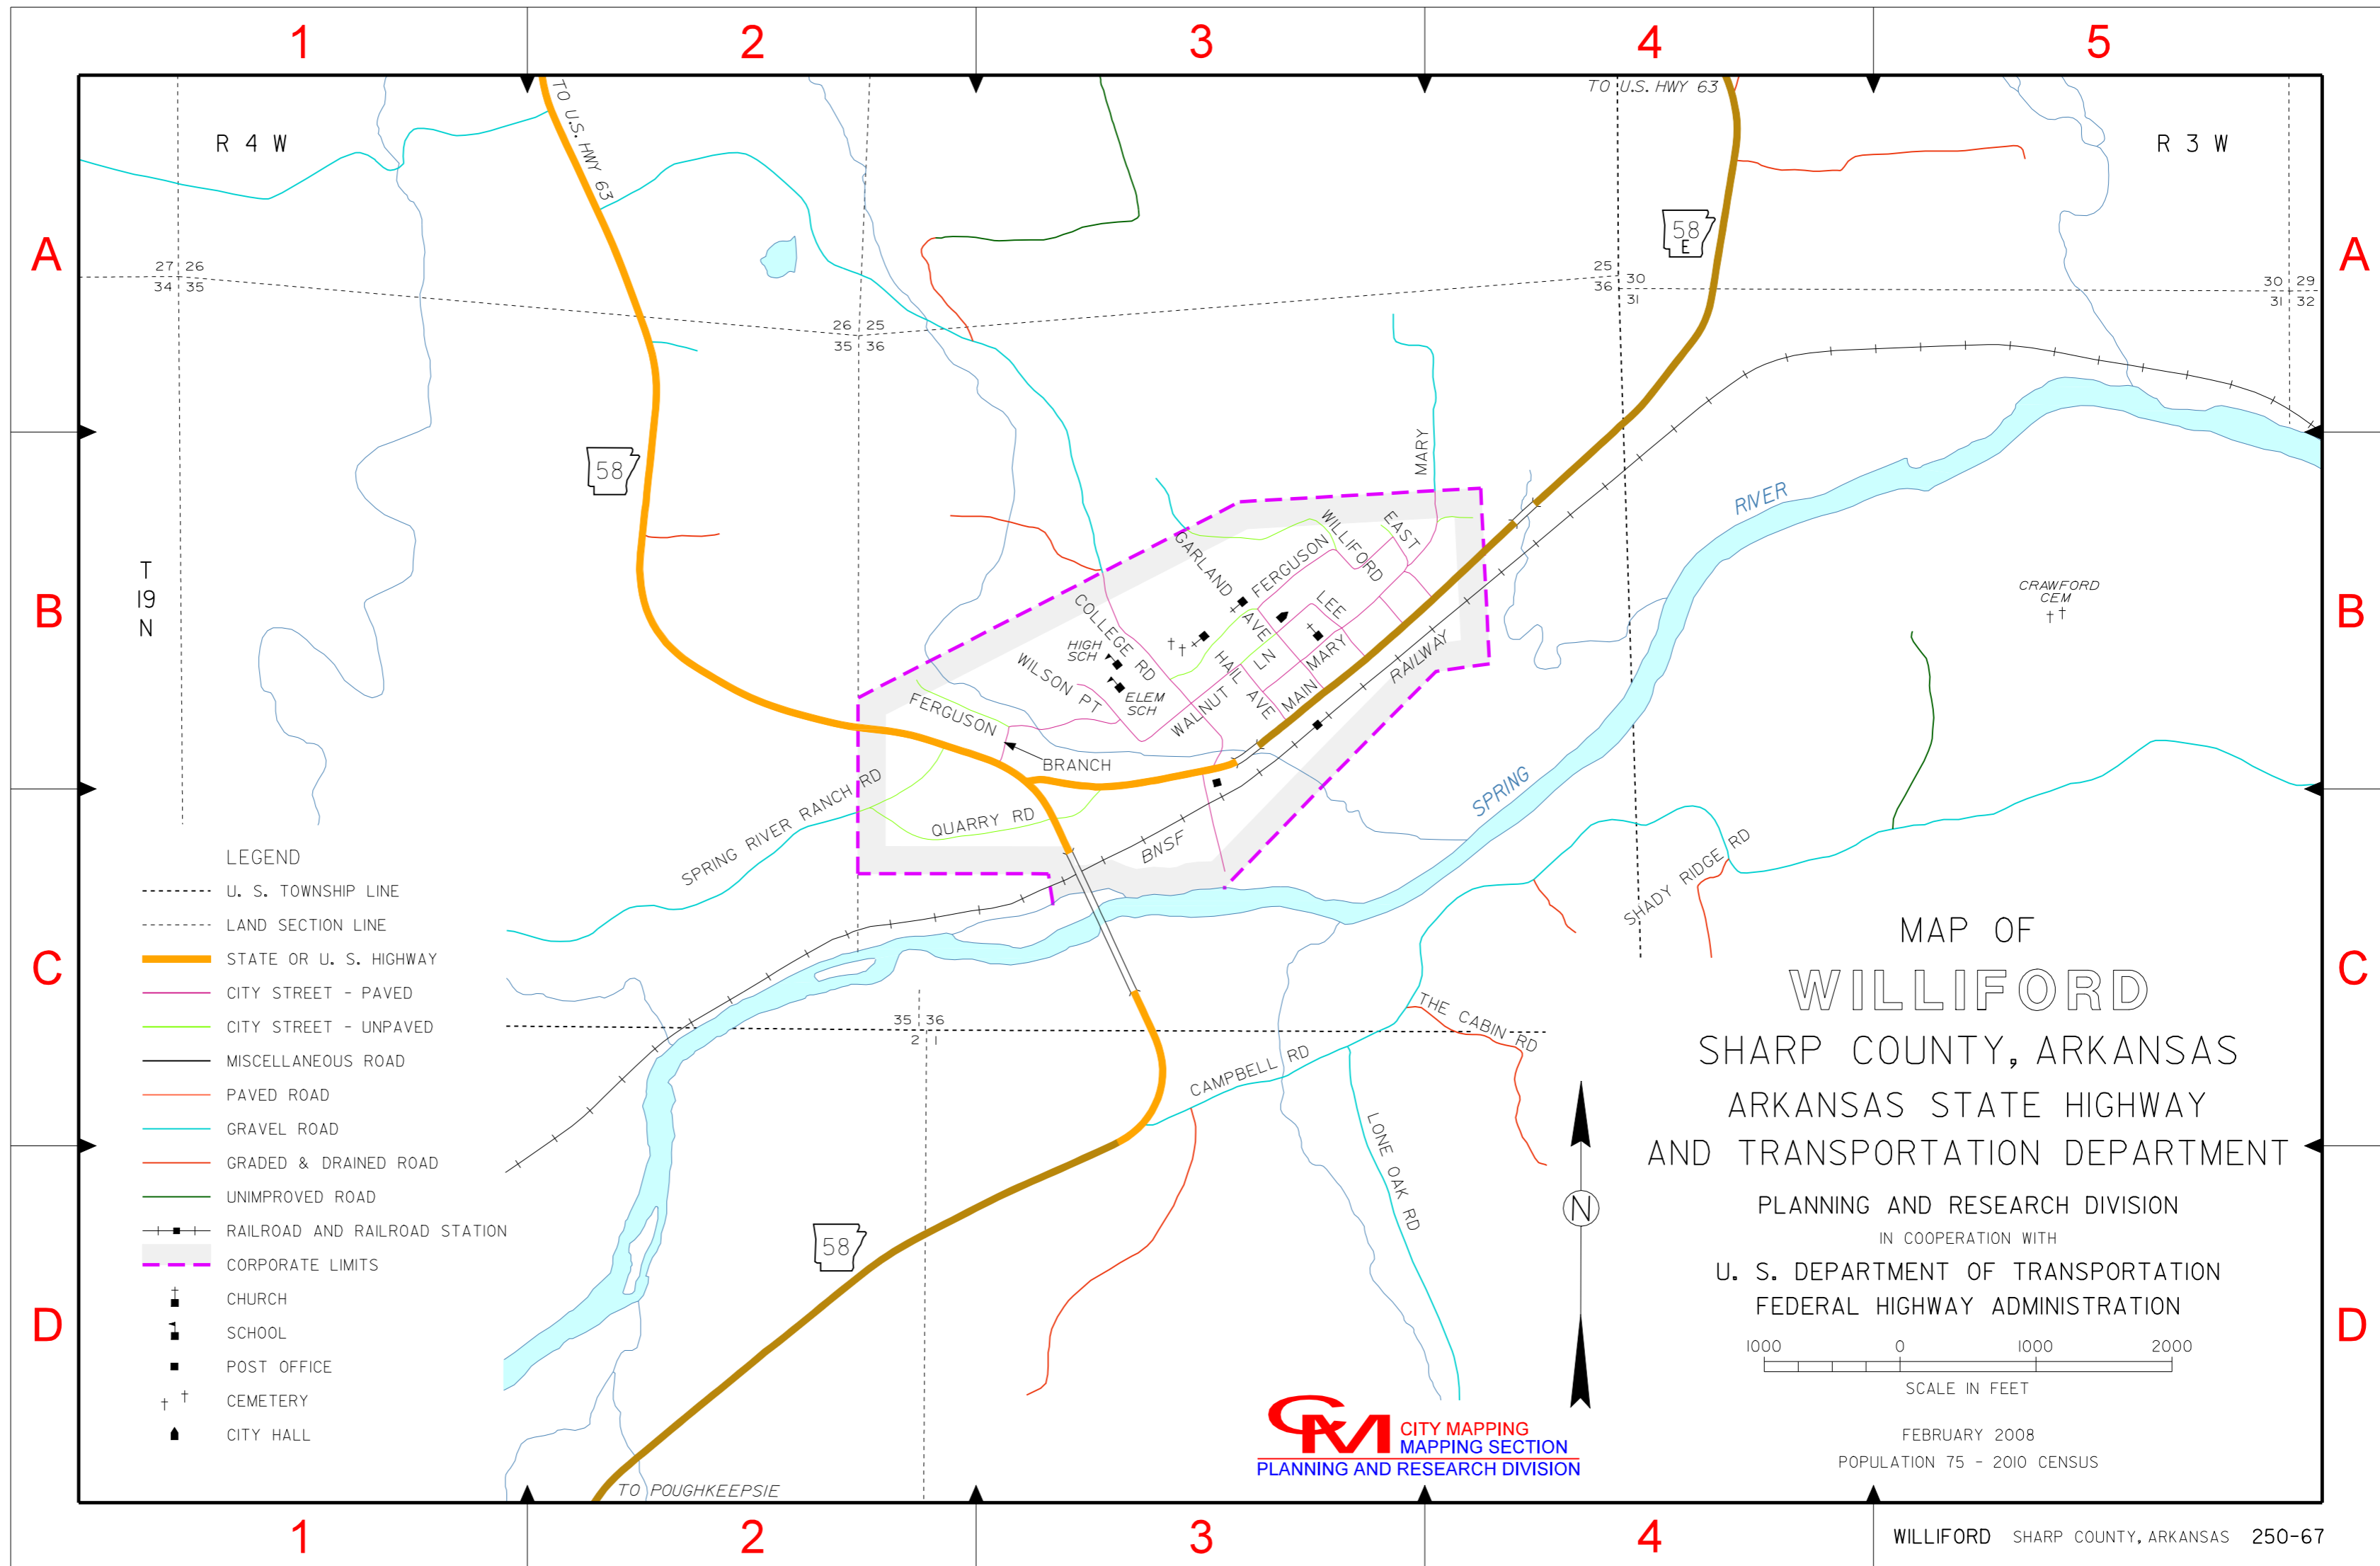 1 2 3 4 5
TO U.S. HWY 63
TO U.S. HWY 63
R 4 W
R 3 W
58
E
A
A
27 26
34 35
26 25
35 36
25
36
30
31
30 29
31 32
58
MARY
RIVER
T
19
N
B
B
CRAWFORD
CEM
GARLAND AVE
FERGUSON
WILLIFORD
EAST
COLLEGE RD
LEE
HIGH
SCH
WILSON PT
ELEM
SCH
HAIL AVE
WALNUT LN
MAIN
MARY
RAILWAY
FERGUSON
BRANCH
SPRING RIVER RANCH RD
QUARRY RD
BNSF
SPRING
SHADY RIDGE RD
LEGEND
U. S. TOWNSHIP LINE
LAND SECTION LINE
STATE OR U. S. HIGHWAY
CITY STREET - PAVED
CITY STREET - UNPAVED
MISCELLANEOUS ROAD
PAVED ROAD
GRAVEL ROAD
GRADED & DRAINED ROAD
UNIMPROVED ROAD
RAILROAD AND RAILROAD STATION
CORPORATE LIMITS
CHURCH
SCHOOL
POST OFFICE
CEMETERY
CITY HALL
C
C
35 36
2 1
THE CABIN RD
CAMPBELL RD
LONE OAK RD
58
N
D
D
MAP OF
WILLIFORD
SHARP COUNTY, ARKANSAS
ARKANSAS STATE HIGHWAY
AND TRANSPORTATION DEPARTMENT
PLANNING AND RESEARCH DIVISION
IN COOPERATION WITH
U. S. DEPARTMENT OF TRANSPORTATION
FEDERAL HIGHWAY ADMINISTRATION
1000 0 1000 2000
SCALE IN FEET
FEBRUARY 2008
POPULATION 75 - 2010 CENSUS
CM
CITY MAPPING
MAPPING SECTION
PLANNING AND RESEARCH DIVISION
TO POUGHKEEPSIE
1 2 3 4
WILLIFORD SHARP COUNTY, ARKANSAS 250-67